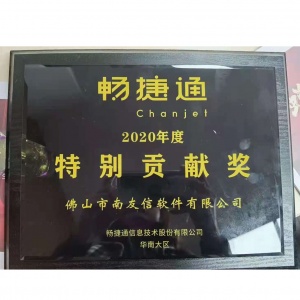 畅捷通
Chanjet
2020年度
特别贡献奖
佛山市南友信软件有限公司
畅捷通信息技术股份有限公司
华南大区